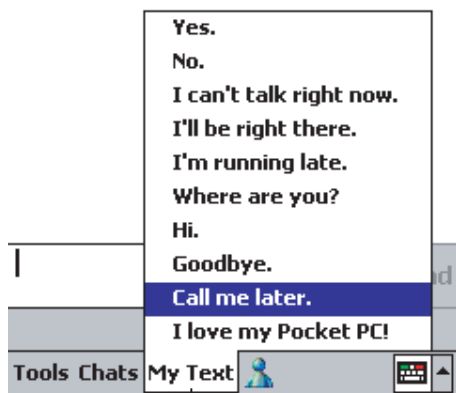 Yes.
No.
I can't talk right now.
I'll be right there.
I'm running late.
Where are you?
Hi.
Goodbye.
Call me later.
I love my Pocket PC!
Tools Chats My Text